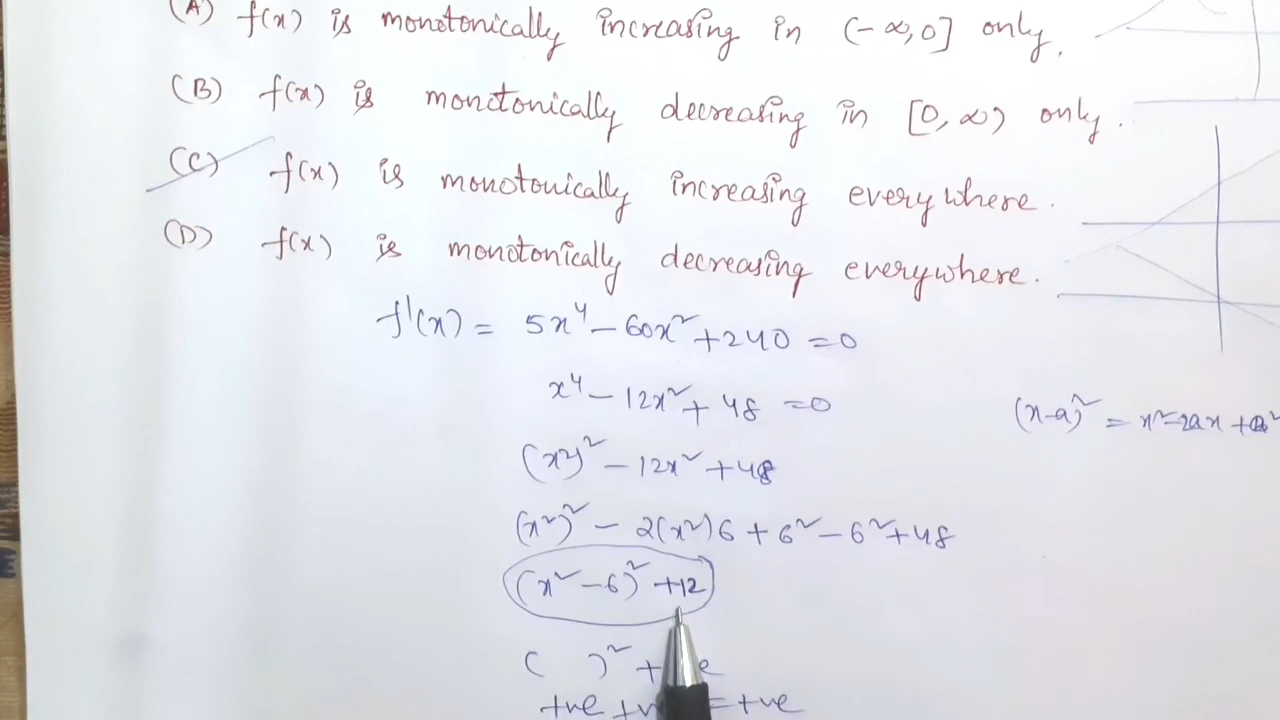 (A) f(x) is monotonically increasing in (-∞,0] only.
(B) f(x) is monotonically decreasing in [0,∞) only.
(C) f(x) is monotonically increasing everywhere.
(D) f(x) is monotonically decreasing everywhere.
f'(x) = 5x⁴ - 60x² + 240 = 0
x⁴ - 12x² + 48 = 0
(x-a)² = x² - 2ax + a²
(x²)² - 12x² + 48
(x²)² - 2(x²)6 + 6² - 6² + 48
(x² - 6)² + 12
( )² +
+ve = +ve